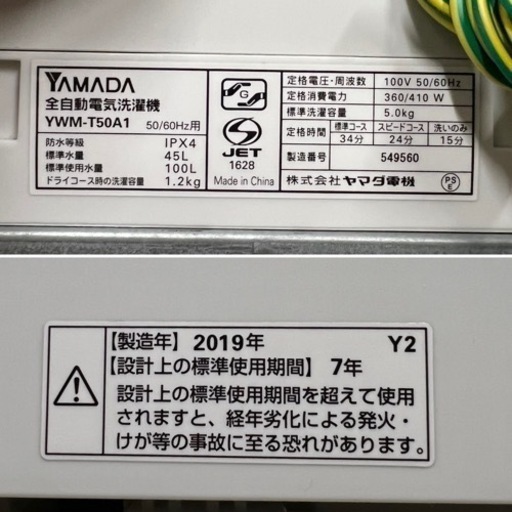 YAMADA
全自動電気洗濯機
YWM-T50A1 50/60Hz用
防水等級 IPX4
標準水量 45L
標準使用水量 100L
ドライコース時の洗濯容量 1.2kg
G
JET
1628
Made in China
定格電圧・周波数 100V 50/60Hz
定格消費電力 360/410 W
標準洗濯容量 5.0kg
定格時間 標準コース スピードコース 洗いのみ
34分 24分 15分
製造番号 549560
株式会社ヤマダ電機
PS
E
【製造年】2019年 Y2
【設計上の標準使用期間】7年
設計上の標準使用期間を超えて使用
されますと、経年劣化による発火・
けが等の事故に至る恐れがあります。